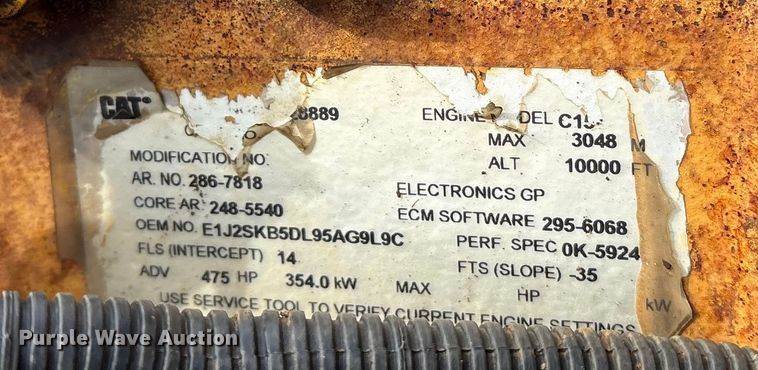 CAT 8889 ENGINE MODEL C15
MAX 3048 M
MODIFICATION NO. ALT 10000 FT
AR. NO. 286-7818 ELECTRONICS GP
CORE AR. 248-5540 ECM SOFTWARE 295-6068
OEM NO. E1J2SKB5DL95AG9L9C PERF. SPEC 0K-5924
FLS (INTERCEPT) 14 FTS (SLOPE) -35
ADV 475 HP 354.0 kW MAX HP kW
USE SERVICE TOOL TO VERIFY CURRENT ENGINE SETTINGS
Purple Wave Auction